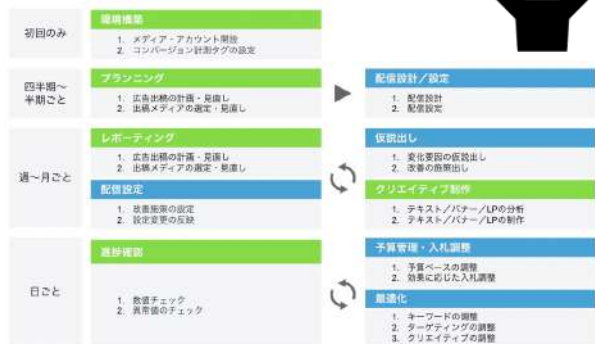 初回のみ
環境構築
1. メディア・アカウント開設
2. コンバージョン計測タグの設定
四半期〜
半期ごと
プランニング
1. 広告出稿の計画・見直し
2. 出稿メディアの選定・見直し
配信設計／設定
1. 配信設計
2. 配信設定
週〜月ごと
レポーティング
1. 広告出稿の計画・見直し
2. 出稿メディアの選定・見直し
配信設定
1. 改善施策の設定
2. 設定変更の反映
仮説出し
1. 変化要因の仮説出し
2. 改善の施策出し
クリエイティブ制作
1. テキスト／バナー／LPの分析
2. テキスト／バナー／LPの制作
日ごと
進捗確認
1. 数値チェック
2. 異常値のチェック
予算管理・入札調整
1. 予算ペースの調整
2. 効果に応じた入札調整
最適化
1. キーワードの調整
2. ターゲティングの調整
3. クリエイティブの調整